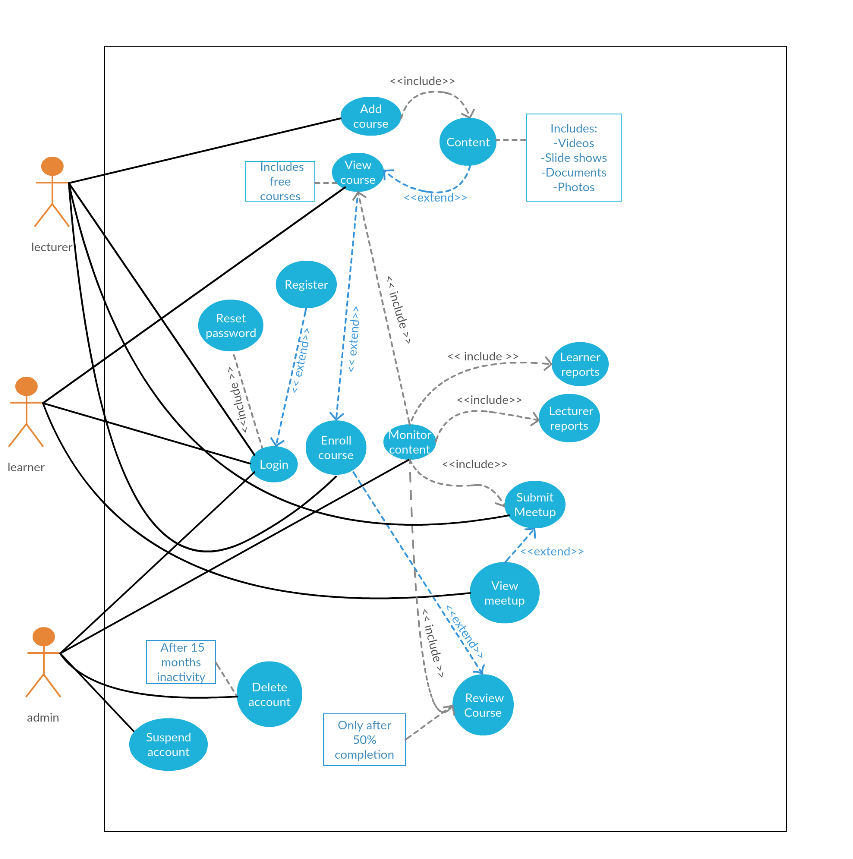 <<include>>
Add
course
Content
Includes:
-Videos
-Slide shows
-Documents
-Photos
View
course
Includes
free
courses
<<extend>>
lecturer
Register
Reset
password
<< include >>
<< extend>>
<< extend>>
<<include>>
<< include >>
Learner
reports
<<include>>
Lecturer
reports
learner
Login
Enroll
course
Monitor
content
<<include>>
Submit
Meetup
<<extend>>
View
meetup
<< include >>
<<extend>>
admin
After 15
months
inactivity
Delete
account
Suspend
account
Only after
50%
completion
Review
Course